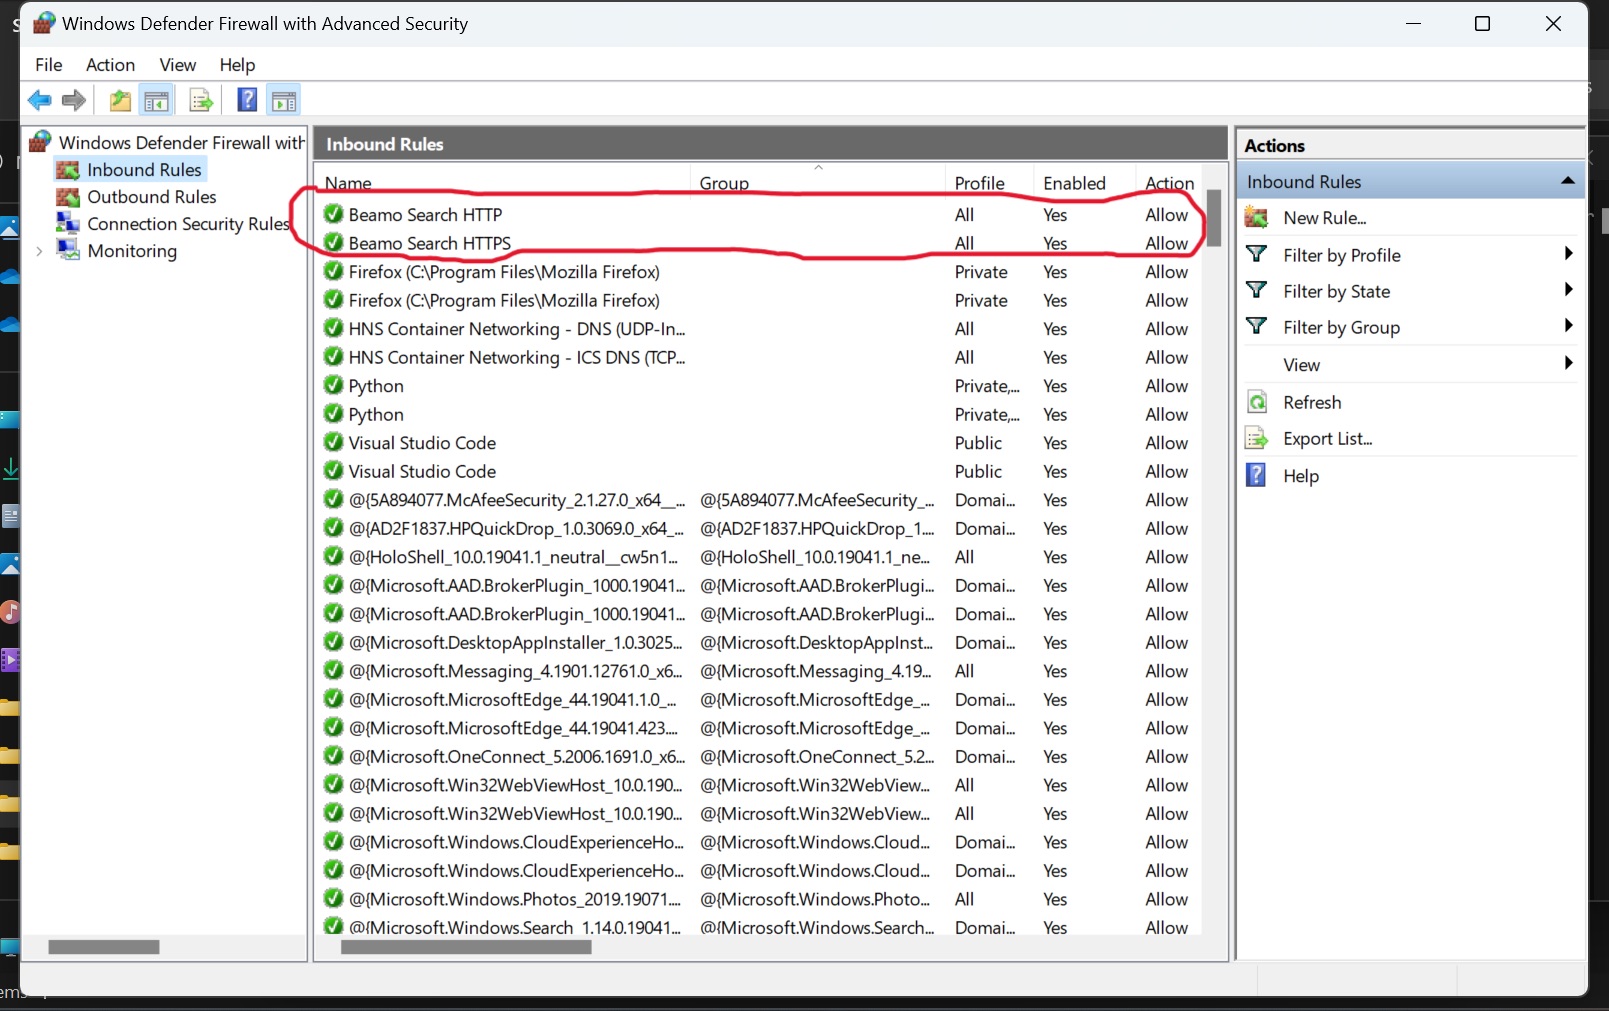 Windows Defender Firewall with Advanced Security
File Action View Help
Windows Defender Firewall with
Inbound Rules
Outbound Rules
Connection Security Rules
Monitoring
Inbound Rules
Name Group Profile Enabled Action
Beamo Search HTTP All Yes Allow
Beamo Search HTTPS All Yes Allow
Firefox (C:\Program Files\Mozilla Firefox) Private Yes Allow
Firefox (C:\Program Files\Mozilla Firefox) Private Yes Allow
HNS Container Networking - DNS (UDP-In... All Yes Allow
HNS Container Networking - ICS DNS (TCP... All Yes Allow
Python Private,... Yes Allow
Python Private,... Yes Allow
Visual Studio Code Public Yes Allow
Visual Studio Code Public Yes Allow
@{5A894077.McAfeeSecurity_2.1.27.0_x64__... @{5A894077.McAfeeSecurity_... Domai... Yes Allow
@{AD2F1837.HPQuickDrop_1.0.3069.0_x64_... @{AD2F1837.HPQuickDrop_1.... Domai... Yes Allow
@{HoloShell_10.0.19041.1_neutral__cw5n1... @{HoloShell_10.0.19041.1_ne... All Yes Allow
@{Microsoft.AAD.BrokerPlugin_1000.19041... @{Microsoft.AAD.BrokerPlugi... Domai... Yes Allow
@{Microsoft.AAD.BrokerPlugin_1000.19041... @{Microsoft.AAD.BrokerPlugi... Domai... Yes Allow
@{Microsoft.DesktopAppInstaller_1.0.3025... @{Microsoft.DesktopAppInst... Domai... Yes Allow
@{Microsoft.Messaging_4.1901.12761.0_x6... @{Microsoft.Messaging_4.19... All Yes Allow
@{Microsoft.MicrosoftEdge_44.19041.1.0_... @{Microsoft.MicrosoftEdge_... Domai... Yes Allow
@{Microsoft.MicrosoftEdge_44.19041.423.... @{Microsoft.MicrosoftEdge_... Domai... Yes Allow
@{Microsoft.OneConnect_5.2006.1691.0_x6... @{Microsoft.OneConnect_5.2... Domai... Yes Allow
@{Microsoft.Win32WebViewHost_10.0.190... @{Microsoft.Win32WebView... All Yes Allow
@{Microsoft.Win32WebViewHost_10.0.190... @{Microsoft.Win32WebView... All Yes Allow
@{Microsoft.Windows.CloudExperienceHo... @{Microsoft.Windows.Cloud... Domai... Yes Allow
@{Microsoft.Windows.CloudExperienceHo... @{Microsoft.Windows.Cloud... Domai... Yes Allow
@{Microsoft.Windows.Photos_2019.19071.... @{Microsoft.Windows.Photo... All Yes Allow
@{Microsoft.Windows.Search_1.14.0.19041... @{Microsoft.Windows.Search... Domai... Yes Allow
Actions
Inbound Rules
New Rule...
Filter by Profile
Filter by State
Filter by Group
View
Refresh
Export List...
Help